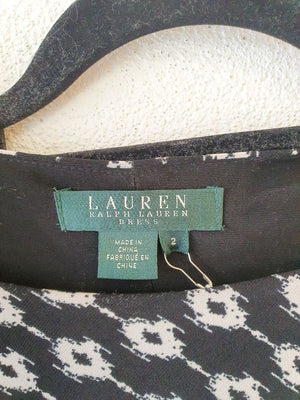 LAUREN
RALPH LAUREN
DRESS
MADE IN
CHINA
FABRIQUÉ EN
CHINE
2